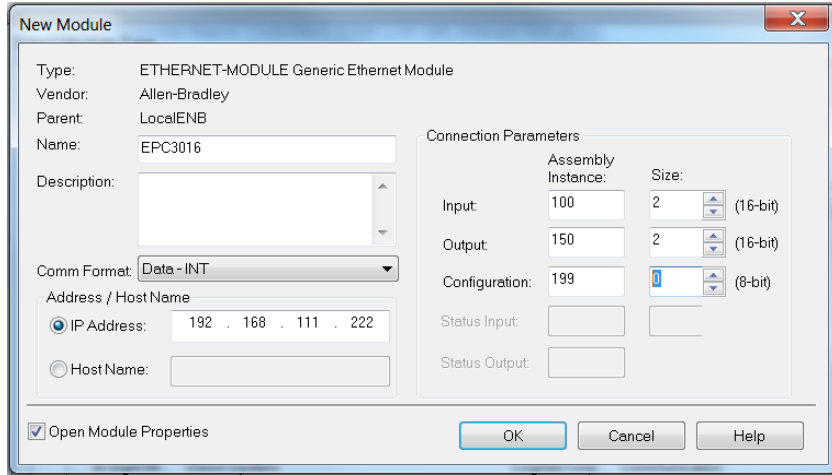 New Module
Type: ETHERNET-MODULE Generic Ethernet Module
Vendor: Allen-Bradley
Parent: LocalENB
Name: EPC3016
Description:
Comm Format: Data - INT
Address / Host Name
IP Address: 192 . 168 . 111 . 222
Host Name:
Connection Parameters
Assembly Instance: Size:
Input: 100 2 (16-bit)
Output: 150 2 (16-bit)
Configuration: 199 0 (8-bit)
Status Input:
Status Output:
Open Module Properties
OK Cancel Help